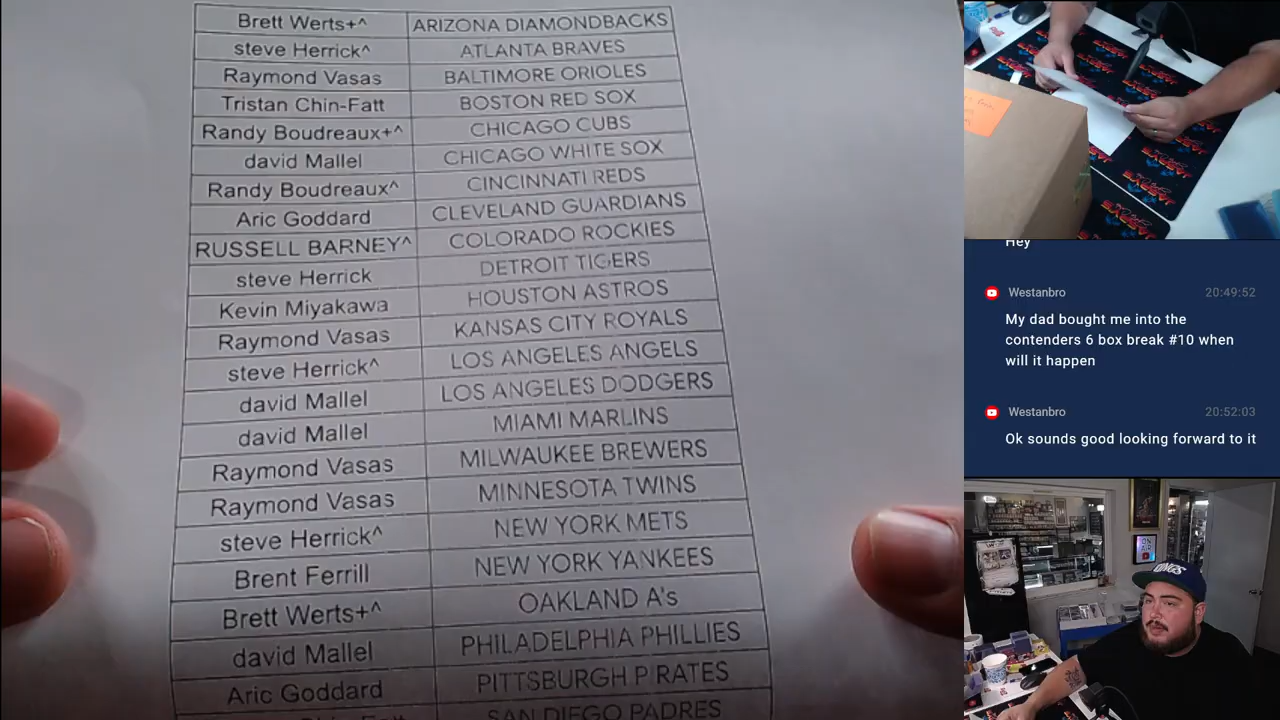 Brett Werts+^ ARIZONA DIAMONDBACKS
steve Herrick^ ATLANTA BRAVES
Raymond Vasas BALTIMORE ORIOLES
Tristan Chin-Fatt BOSTON RED SOX
Randy Boudreaux+^ CHICAGO CUBS
david Mallel CHICAGO WHITE SOX
Randy Boudreaux^ CINCINNATI REDS
Aric Goddard CLEVELAND GUARDIANS
RUSSELL BARNEY^ COLORADO ROCKIES
steve Herrick DETROIT TIGERS
Kevin Miyakawa HOUSTON ASTROS
Raymond Vasas KANSAS CITY ROYALS
steve Herrick^ LOS ANGELES ANGELS
david Mallel LOS ANGELES DODGERS
david Mallel MIAMI MARLINS
Raymond Vasas MILWAUKEE BREWERS
Raymond Vasas MINNESOTA TWINS
steve Herrick^ NEW YORK METS
Brent Ferrill NEW YORK YANKEES
Brett Werts+^ OAKLAND A's
david Mallel PHILADELPHIA PHILLIES
Aric Goddard PITTSBURGH PIRATES
Chin-Fatt SAN DIEGO PADRES
Hey
Westanbro 20:49:52
My dad bought me into the
contenders 6 box break #10 when
will it happen
Westanbro 20:52:03
Ok sounds good looking forward to it
ON
AIR
KINGS